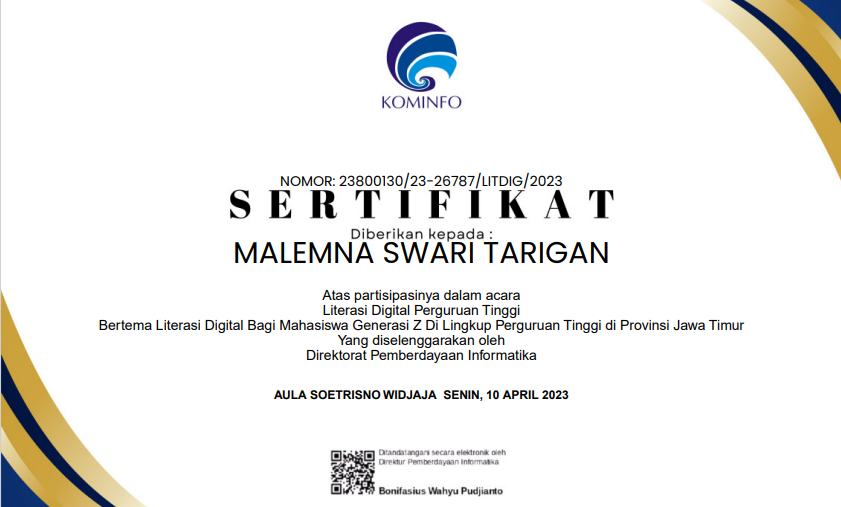 KOMINFO
NOMOR: 23800130/23-26787/LITDIG/2023
SERTIFIKAT
Diberikan kepada :
MALEMNA SWARI TARIGAN
Atas partisipasinya dalam acara
Literasi Digital Perguruan Tinggi
Bertema Literasi Digital Bagi Mahasiswa Generasi Z Di Lingkup Perguruan Tinggi di Provinsi Jawa Timur
Yang diselenggarakan oleh
Direktorat Pemberdayaan Informatika
AULA SOETRISNO WIDJAJA SENIN, 10 APRIL 2023
Ditandatangani secara elektronik oleh
Direktur Pemberdayaan Informatika
Bonifasius Wahyu Pudjianto